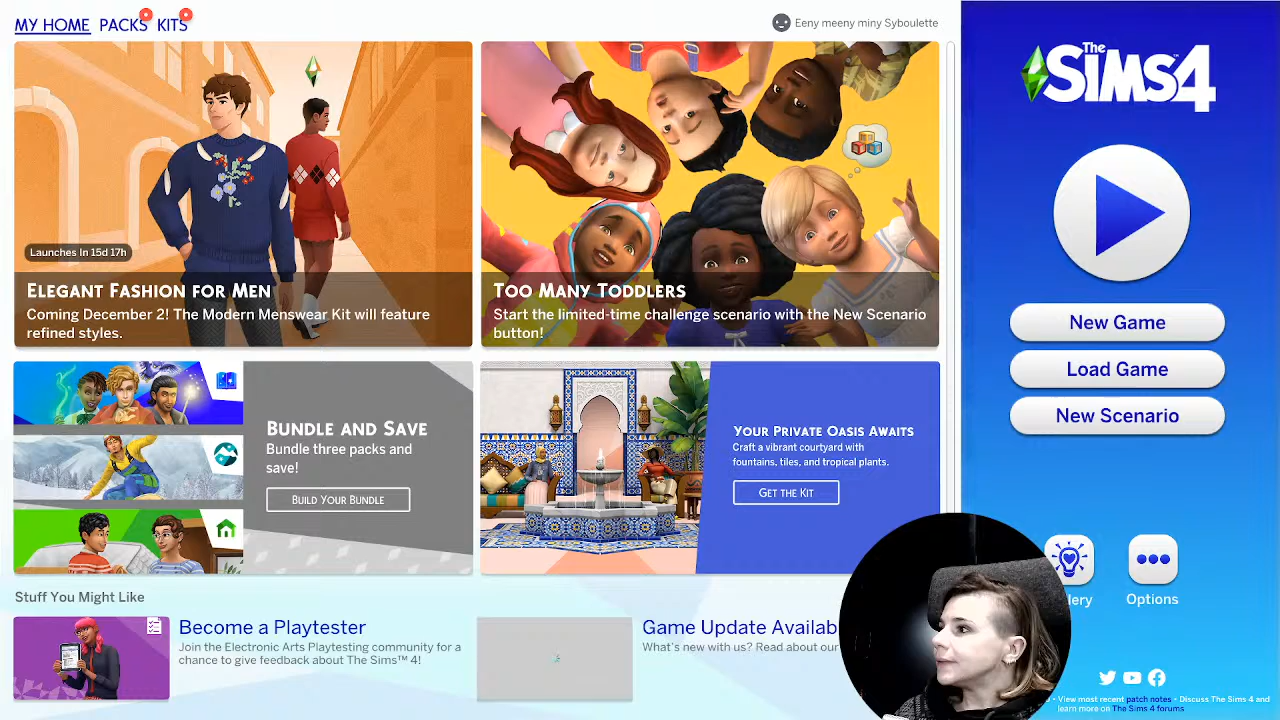 MY HOME PACKS KITS
Eeny meeny miny Syboulette
Launches In 15d 17h
Elegant Fashion for Men
Coming December 2! The Modern Menswear Kit will feature
refined styles.
Too Many Toddlers
Start the limited-time challenge scenario with the New Scenario
button!
Bundle and Save
Bundle three packs and
save!
Build Your Bundle
Your Private Oasis Awaits
Craft a vibrant courtyard with
fountains, tiles, and tropical plants.
Get the Kit
Stuff You Might Like
Become a Playtester
Join the Electronic Arts Playtesting community for a
chance to give feedback about The Sims™ 4!
Game Update Availab
What's new with us? Read about our
The Sims 4
New Game
Load Game
New Scenario
lery
Options
• View most recent patch notes • Discuss The Sims 4 and
learn more on The Sims 4 forums